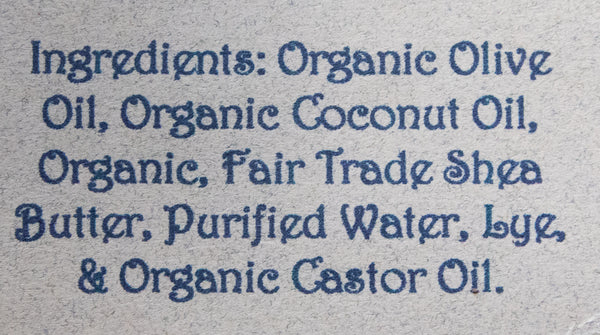 Ingredients: Organic Olive
Oil, Organic Coconut Oil,
Organic, Fair Trade Shea
Butter, Purified Water, Lye,
& Organic Castor Oil.